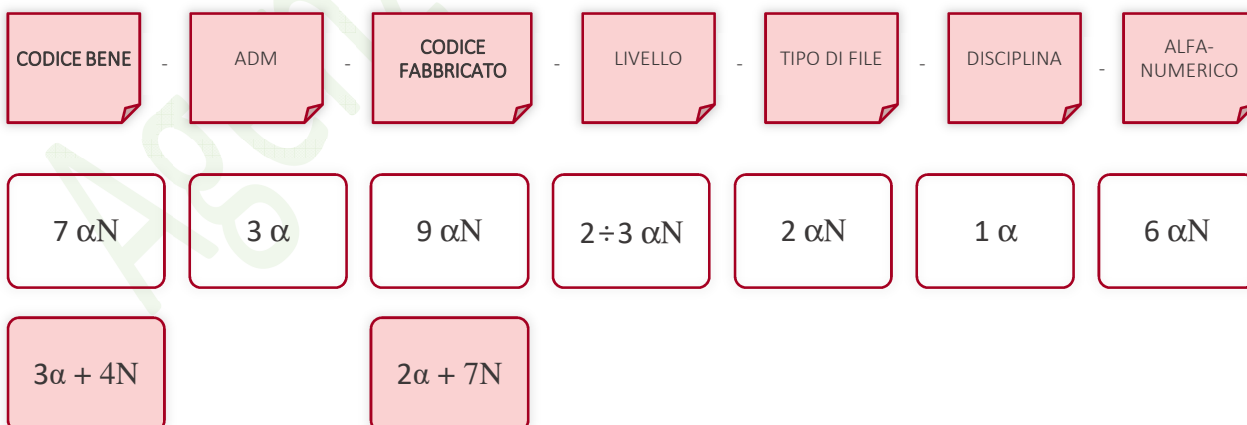 CODICE BENE - ADM - CODICE FABBRICATO - LIVELLO - TIPO DI FILE - DISCIPLINA - ALFA-NUMERICO
7 αN
3 α
9 αN
2÷3 αN
2 αN
1 α
6 αN
3α + 4N
2α + 7N